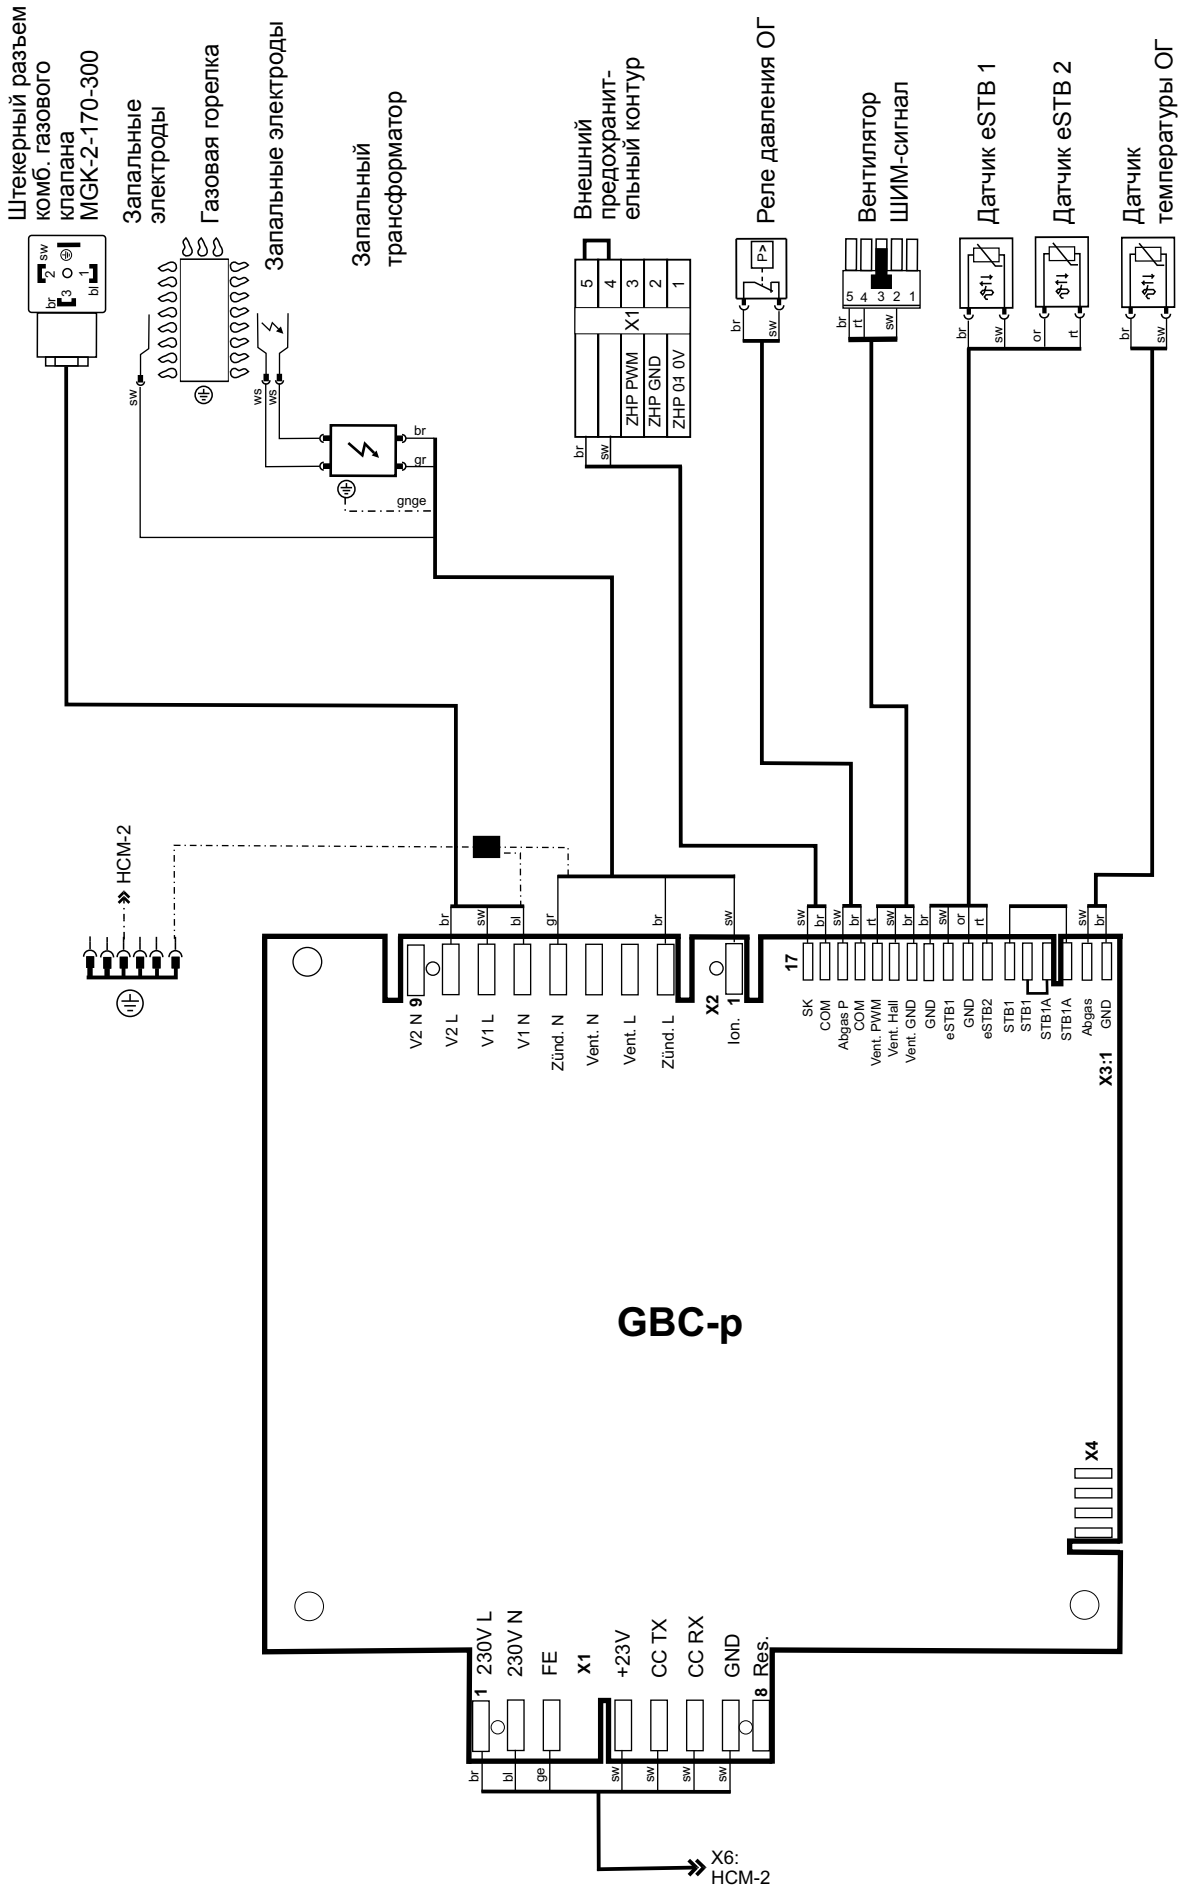 Штекерный разъем
комб. газового
клапана
MGK-2-170-300
Запальные
электроды
Газовая горелка
Запальные электроды
Запальный
трансформатор
Внешний
предохранит-
ельный контур
Реле давления ОГ
Вентилятор
ШИМ-сигнал
Датчик eSTB 1
Датчик eSTB 2
Датчик
температуры ОГ
br
sw
3
2
1
bl
sw
ws
ws
br
gr
gnge
5
4
3
2
1
X1
ZHP PWM
ZHP GND
ZHP 04 0V
br
sw
P>
br
sw
5
4
3
2
1
br
rt
sw
ϑ
br
sw
ϑ
or
rt
ϑ
br
sw
HCM-2
br
sw
bl
gr
br
sw
sw
br
sw
br
rt
sw
br
br
sw
or
rt
sw
br
V2 N
9
V2 L
V1 L
V1 N
Zünd. N
Vent. N
Vent. L
Zünd. L
X2
Ion.
1
17
SK
COM
Abgas P
COM
Vent. PWM
Vent. Hall
Vent. GND
GND
eSTB1
GND
eSTB2
STB1
STB1
STB1A
STB1A
Abgas
GND
X3:1
GBC-p
X4
1
230V L
230V N
FE
X1
+23V
CC TX
CC RX
GND
8
Res.
br
bl
ge
sw
sw
sw
sw
X6:
HCM-2